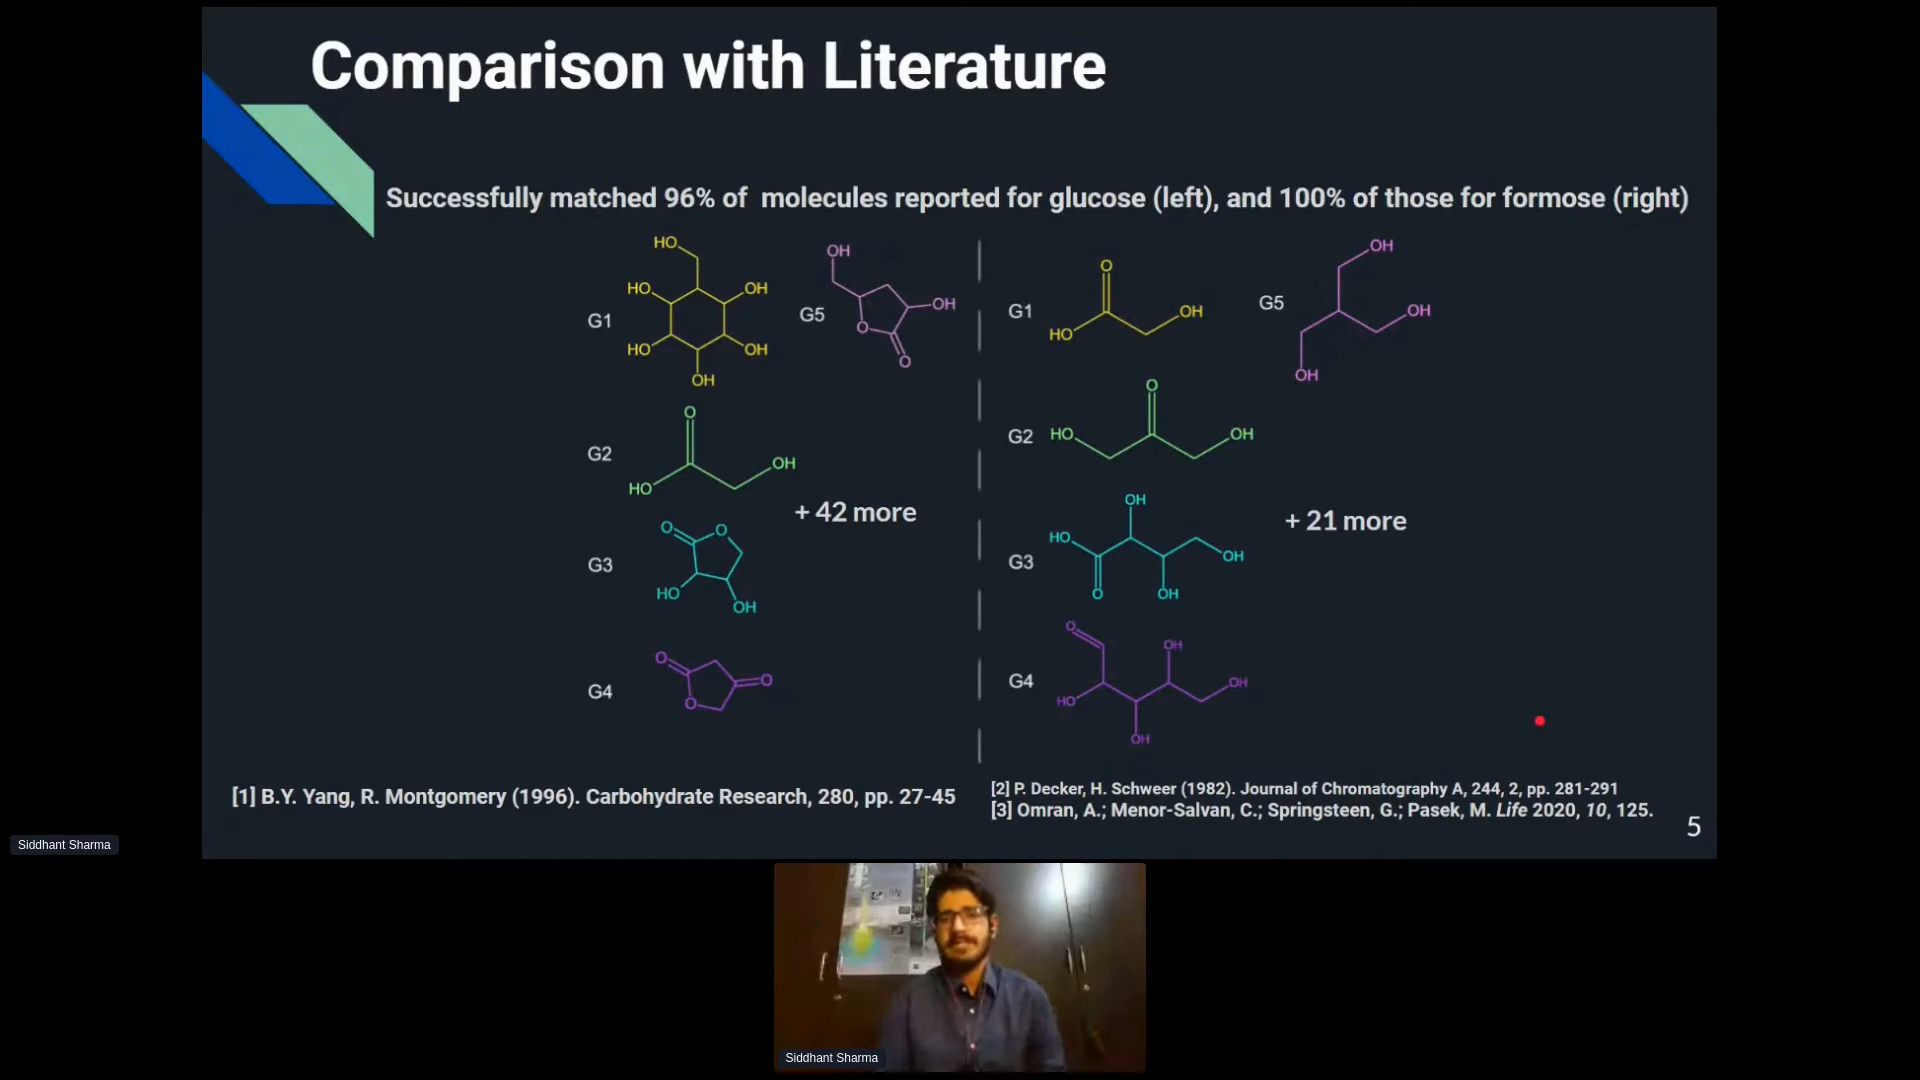 Comparison with Literature
Successfully matched 96% of molecules reported for glucose (left), and 100% of those for formose (right)
HO
HO
OH
G1
HO
OH
OH
OH
G5
OH
O
O
G2
O
OH
HO
+ 42 more
G3
O
O
HO
OH
G4
O
O
O
G1
O
OH
HO
G5
OH
OH
OH
G2
O
HO
OH
+ 21 more
G3
OH
HO
OH
O
OH
G4
O
OH
OH
HO
OH
[1] B.Y. Yang, R. Montgomery (1996). Carbohydrate Research, 280, pp. 27-45
[2] P. Decker, H. Schweer (1982). Journal of Chromatography A, 244, 2, pp. 281-291
[3] Omran, A.; Menor-Salvan, C.; Springsteen, G.; Pasek, M. Life 2020, 10, 125.
5
Siddhant Sharma
Siddhant Sharma